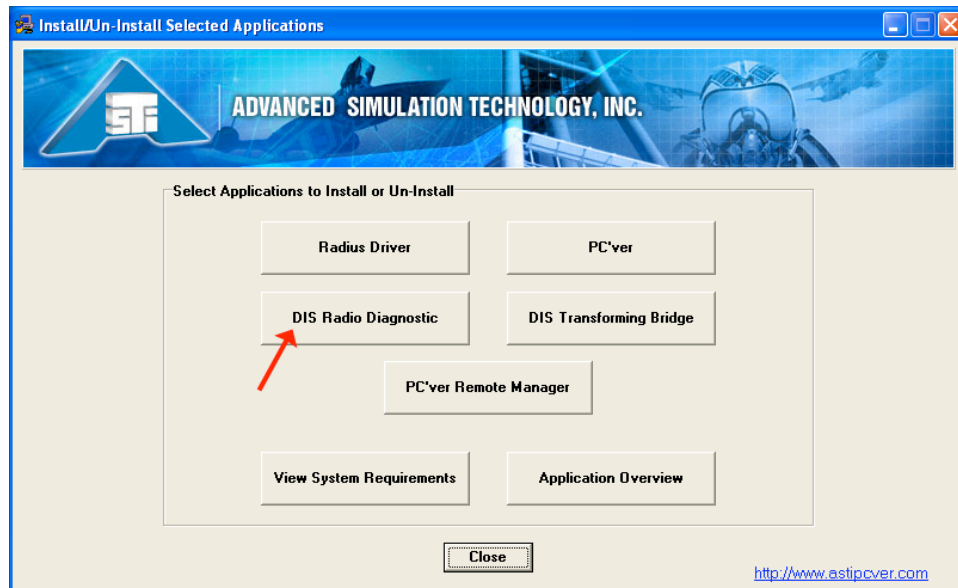 Install/Un-Install Selected Applications
STi
ADVANCED SIMULATION TECHNOLOGY, INC.
Select Applications to Install or Un-Install
Radius Driver
PC'ver
DIS Radio Diagnostic
DIS Transforming Bridge
PC'ver Remote Manager
View System Requirements
Application Overview
Close
http://www.astipcver.com